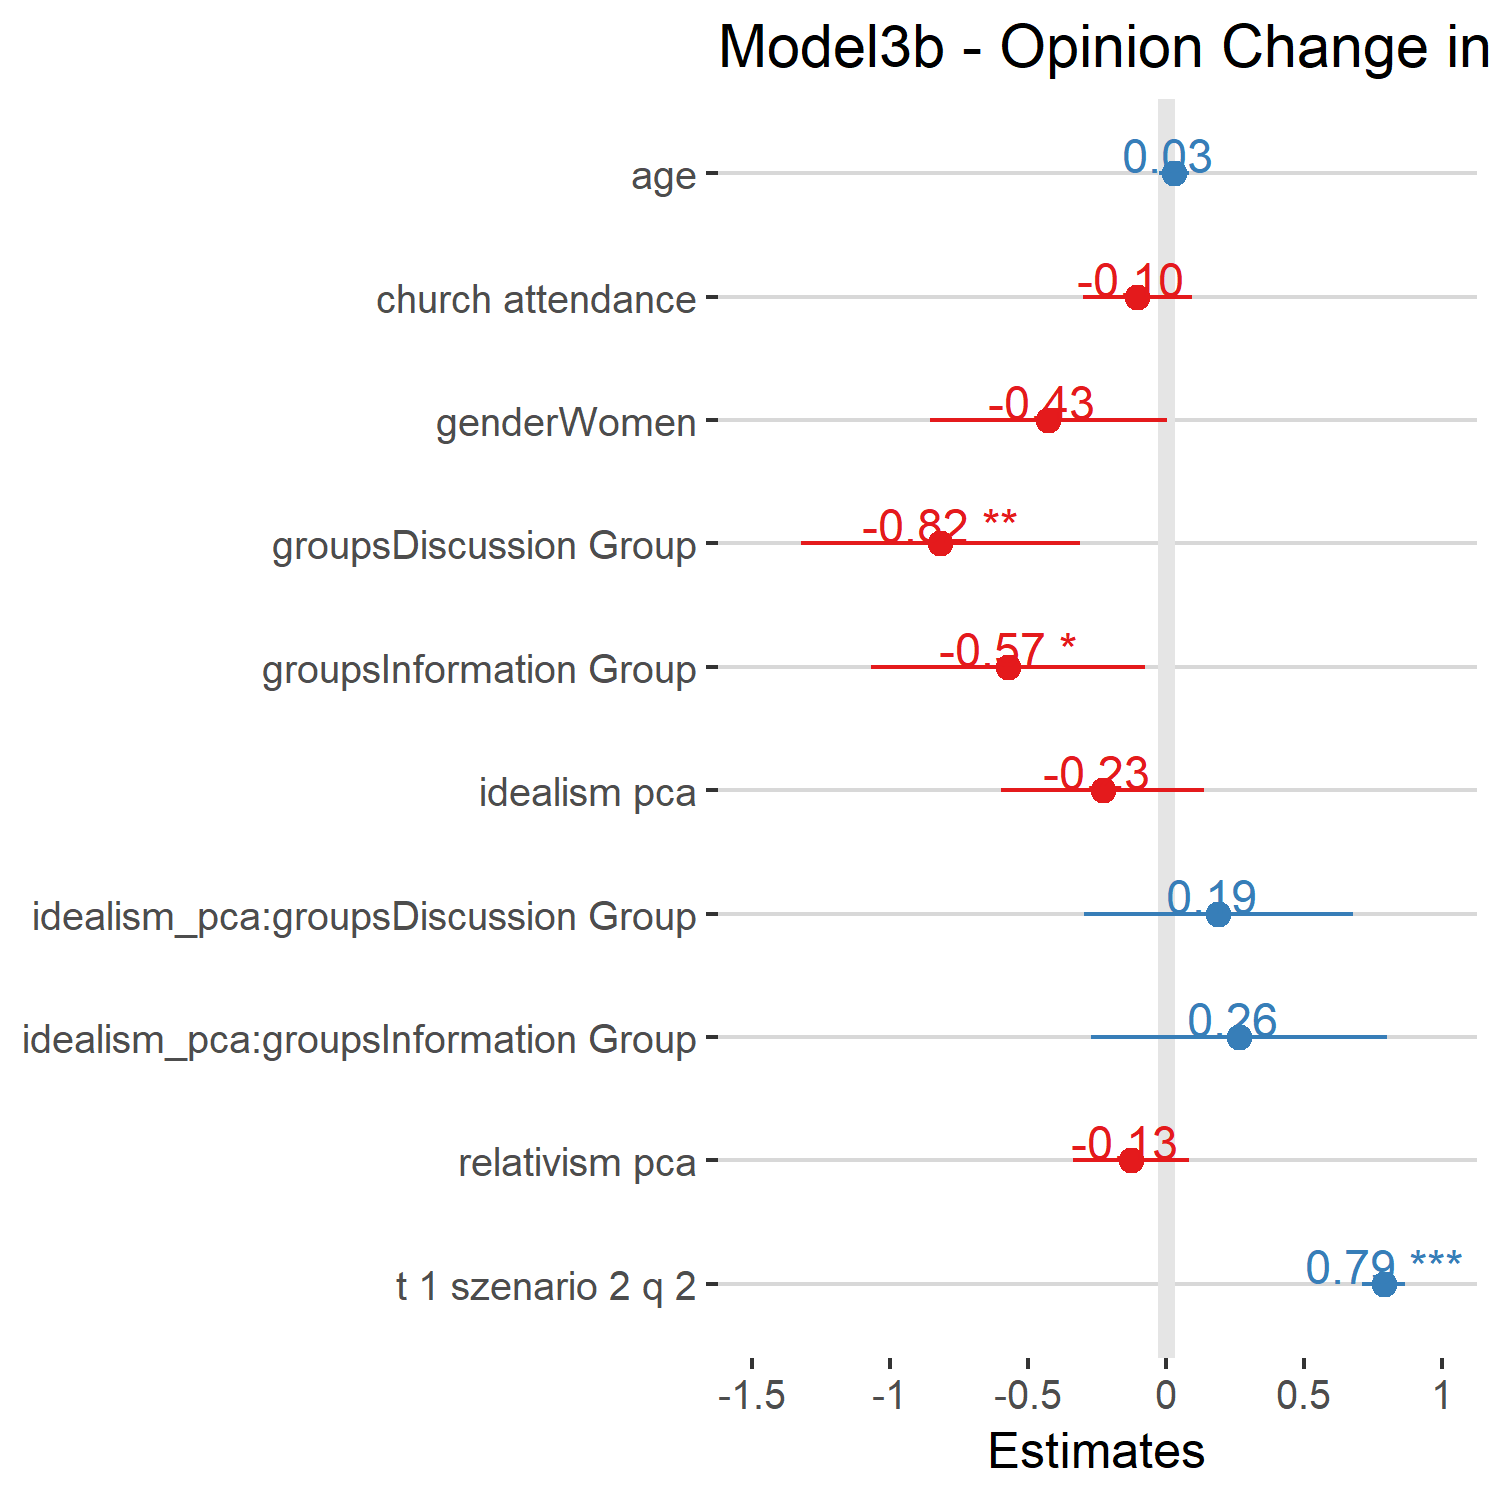 Model3b - Opinion Change in
age
0.03
church attendance
-0.10
genderWomen
-0.43
groupsDiscussion Group
-0.82 **
groupsInformation Group
-0.57 *
idealism pca
-0.23
idealism_pca:groupsDiscussion Group
0.19
idealism_pca:groupsInformation Group
0.26
relativism pca
-0.13
t 1 szenario 2 q 2
0.79 ***
-1.5 -1 -0.5 0 0.5 1
Estimates